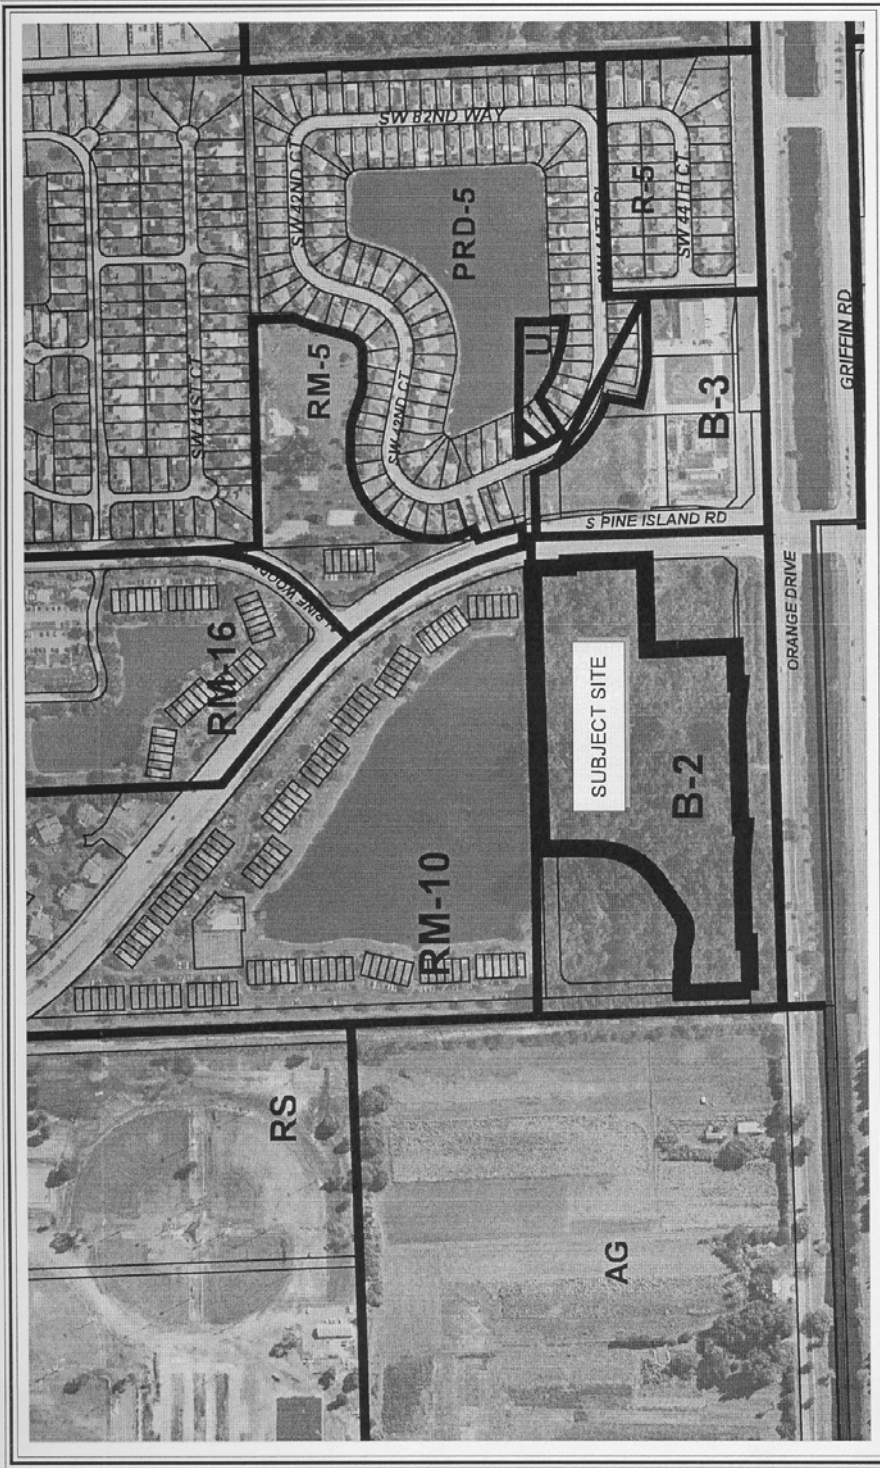 SW 41ST CT
SW 42ND CT
SW 82ND WAY
PRD-5
R-5
SW 44TH CT
RM-5
SW 42ND CT
U
B-3
GRIFFIN RD
S PINE ISLAND RD
RM-16
SUBJECT SITE
B-2
ORANGE DRIVE
RM-10
RS
AG